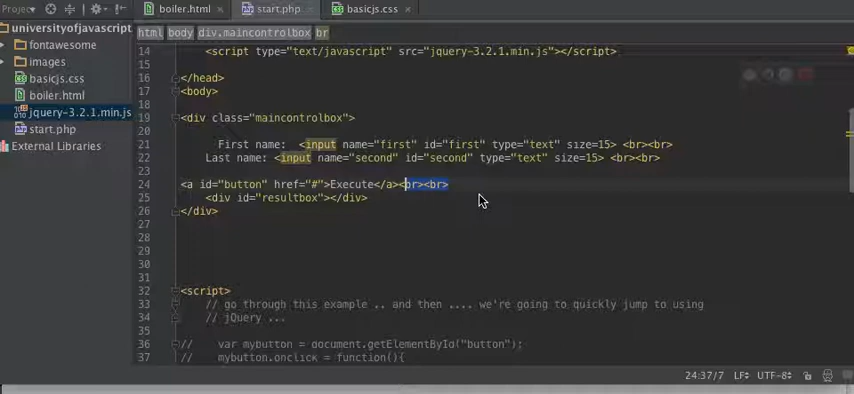 Project
boiler.html
start.php
basicjs.css
universityofjavascript
fontawesome
images
basicjs.css
boiler.html
jquery-3.2.1.min.js
start.php
External Libraries
html body div.maincontrolbox br
14 <script type="text/javascript" src="jquery-3.2.1.min.js"></script>
15
16 </head>
17 <body>
18
19 <div class="maincontrolbox">
20
21 First name: <input name="first" id="first" type="text" size=15> <br><br>
22 Last name: <input name="second" id="second" type="text" size=15> <br><br>
23
24 <a id="button" href="#">Execute</a><br><br>
25 <div id="resultbox"></div>
26 </div>
27
28
29
30
31
32 <script>
33 // go through this example .. and then .... we're going to quickly jump to using
34 // jQuery ...
35
36 // var mybutton = document.getElementById("button");
37 // mybutton.onclick = function(){
24:37/7 LF UTF-8